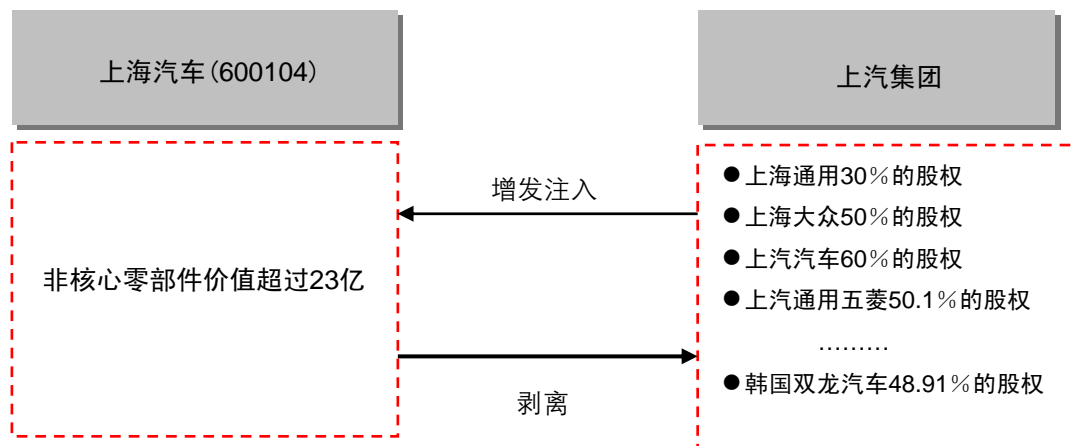 上海汽车(600104)
上汽集团
非核心零部件价值超过23亿
增发注入
剥离
●上海通用30％的股权
●上海大众50％的股权
●上汽汽车60％的股权
●上汽通用五菱50.1％的股权
………
●韩国双龙汽车48.91％的股权